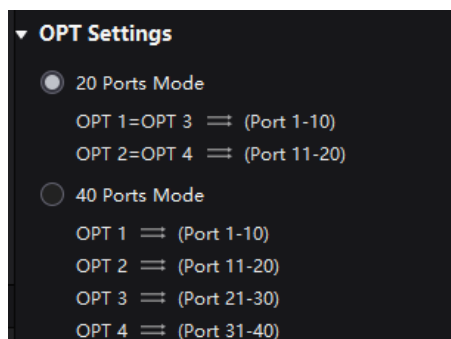 OPT Settings
20 Ports Mode
OPT 1=OPT 3 ⇉ (Port 1-10)
OPT 2=OPT 4 ⇉ (Port 11-20)
40 Ports Mode
OPT 1 ⇉ (Port 1-10)
OPT 2 ⇉ (Port 11-20)
OPT 3 ⇉ (Port 21-30)
OPT 4 ⇉ (Port 31-40)